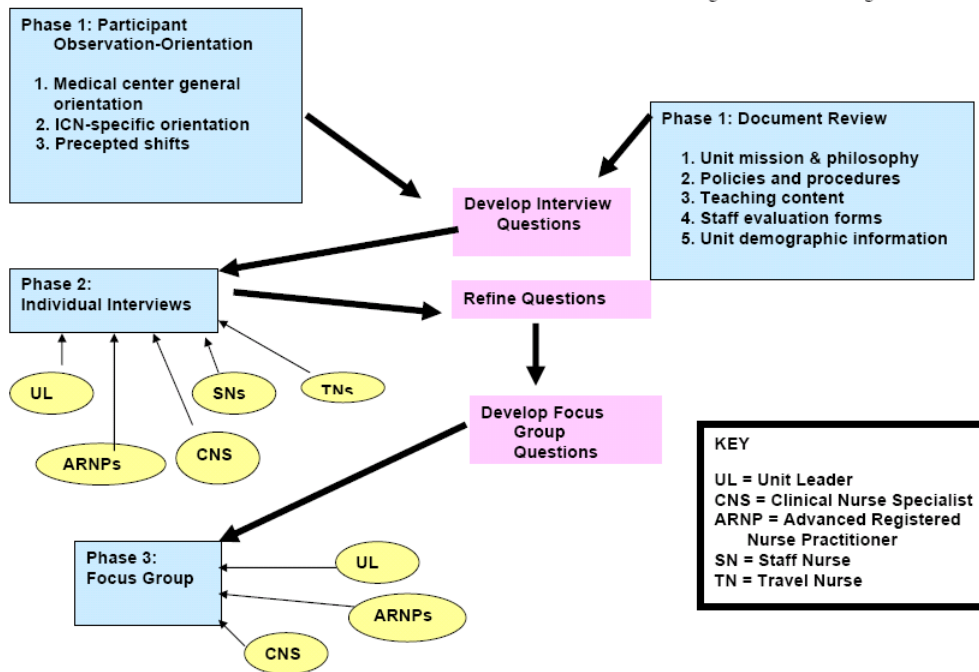 Phase 1: Participant
Observation-Orientation
1. Medical center general
orientation
2. ICN-specific orientation
3. Precepted shifts
Phase 1: Document Review
1. Unit mission & philosophy
2. Policies and procedures
3. Teaching content
4. Staff evaluation forms
5. Unit demographic information
Develop Interview
Questions
Phase 2:
Individual Interviews
Refine Questions
UL
ARNPs
CNS
SNs
TNs
Develop Focus
Group
Questions
KEY
UL = Unit Leader
CNS = Clinical Nurse Specialist
ARNP = Advanced Registered
Nurse Practitioner
SN = Staff Nurse
TN = Travel Nurse
Phase 3:
Focus Group
UL
ARNPs
CNS